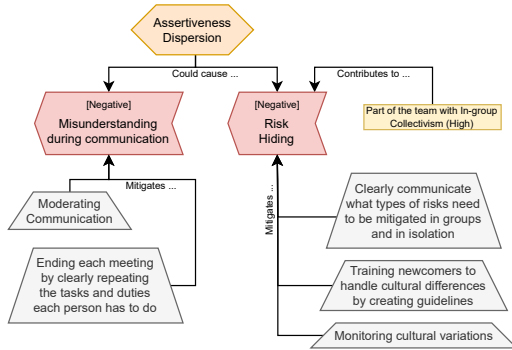 Assertiveness
Dispersion
Could cause ...
Contributes to ...
[Negative]
Misunderstanding
during communication
[Negative]
Risk
Hiding
Part of the team with In-group
Collectivism (High)
Mitigates ...
Moderating
Communication
Ending each meeting
by clearly repeating
the tasks and duties
each person has to do
Mitigates ...
Clearly communicate
what types of risks need
to be mitigated in groups
and in isolation
Training newcomers to
handle cultural differences
by creating guidelines
Monitoring cultural variations